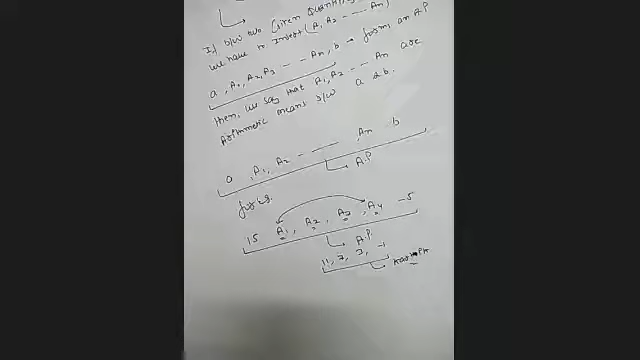 If b/w two Given Quantity
we have to Insert (A1 A2 ---- An)
a, A1, A2, A3 --- An, b → forms an A.P
then, we say that A1, A2 --- An are
Arithmetic means b/w a & b.
a, A1, A2 ------ , An b
A.P
15 A1, A2, A3, A4 -5
A.P.
11, 7, 3, -1